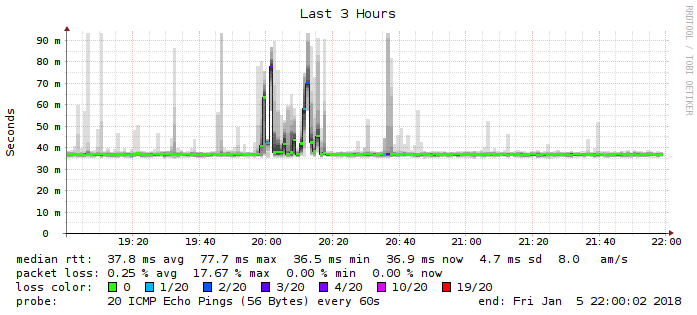 Last 3 Hours
RRDTOOL / TOBI OETIKER
Seconds
90 m
80 m
70 m
60 m
50 m
40 m
30 m
20 m
10 m
0
19:20 19:40 20:00 20:20 20:40 21:00 21:20 21:40 22:00
median rtt: 37.8 ms avg 77.7 ms max 36.5 ms min 36.9 ms now 4.7 ms sd 8.0 am/s
packet loss: 0.25 % avg 17.67 % max 0.00 % min 0.00 % now
loss color: 0 1/20 2/20 3/20 4/20 10/20 19/20
probe: 20 ICMP Echo Pings (56 Bytes) every 60s end: Fri Jan 5 22:00:02 2018